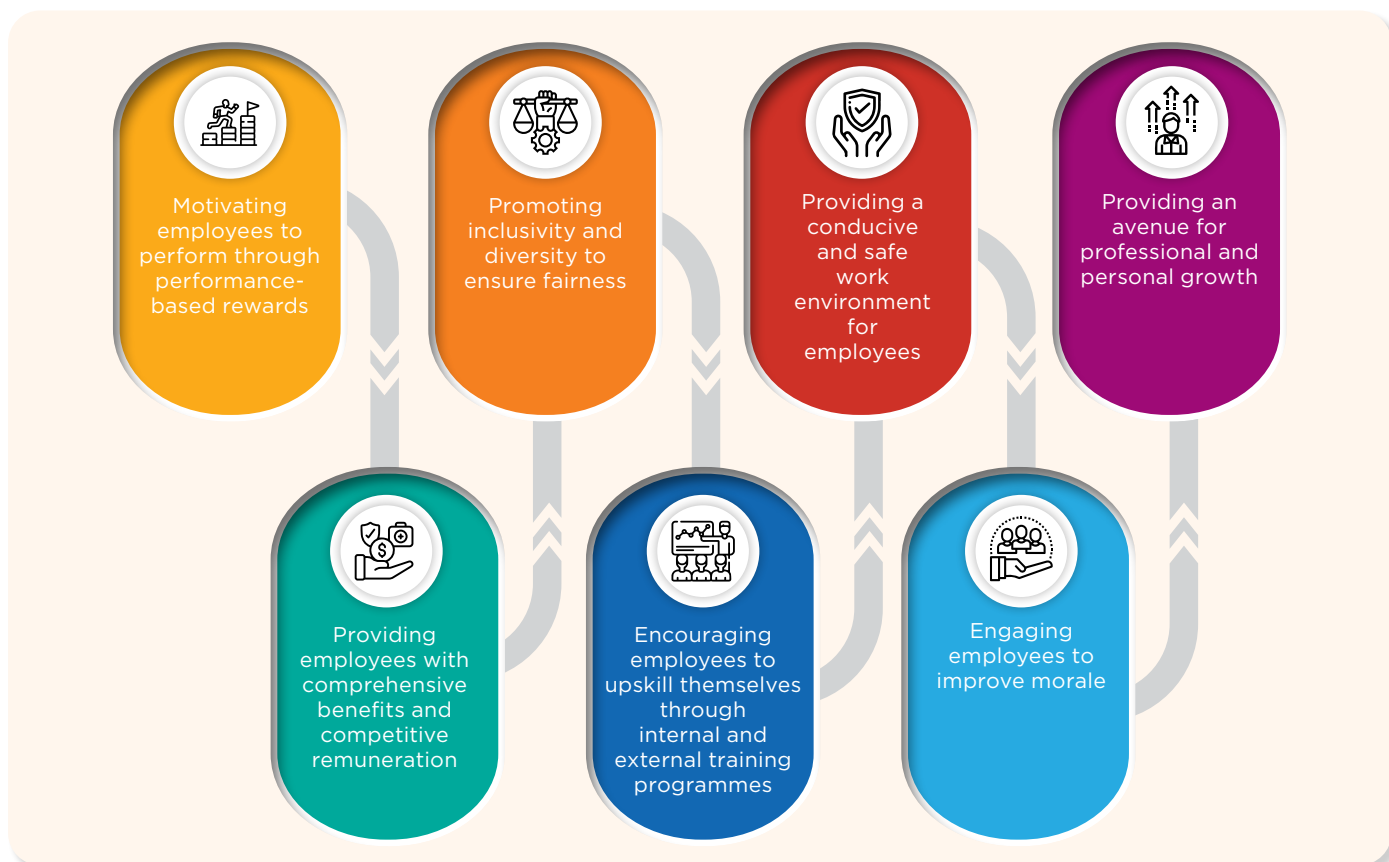 Motivating
employees to
perform through
performance-
based rewards
Providing
employees with
comprehensive
benefits and
competitive
remuneration
Promoting
inclusivity and
diversity to
ensure fairness
Encouraging
employees to
upskill themselves
through
internal and
external training
programmes
Providing a
conducive
and safe
work
environment
for
employees
Engaging
employees to
improve morale
Providing an
avenue for
professional and
personal growth